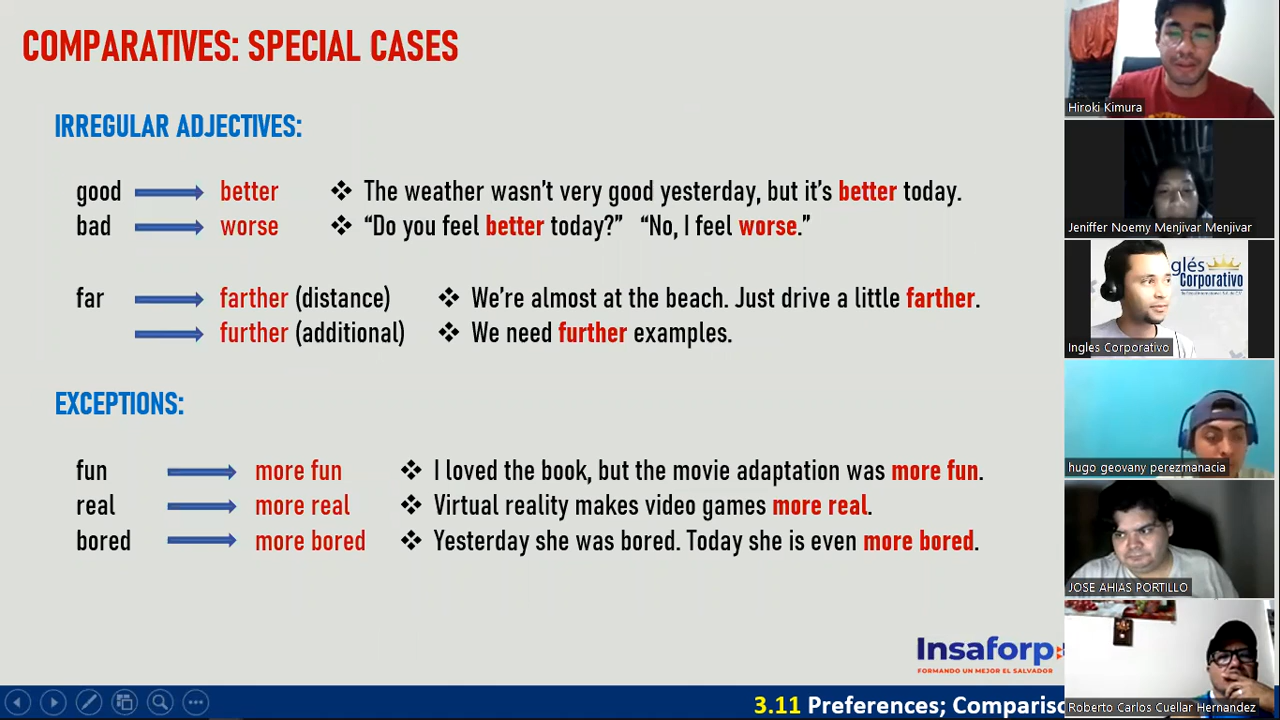 COMPARATIVES: SPECIAL CASES
IRREGULAR ADJECTIVES:
good better ❖ The weather wasn't very good yesterday, but it's better today.
bad worse ❖ “Do you feel better today?” “No, I feel worse.”
far farther (distance) ❖ We're almost at the beach. Just drive a little farther.
further (additional) ❖ We need further examples.
EXCEPTIONS:
fun more fun ❖ I loved the book, but the movie adaptation was more fun.
real more real ❖ Virtual reality makes video games more real.
bored more bored ❖ Yesterday she was bored. Today she is even more bored.
Insaforp
FORMANDO UN MEJOR EL SALVADOR
3.11 Preferences; Compariso
Hiroki Kimura
Jeniffer Noemy Menjivar Menjivar
glés
Corporativo
Ingles Corporativo
hugo geovany perezmanacia
JOSE AHIAS PORTILLO
Roberto Carlos Cuellar Hernandez